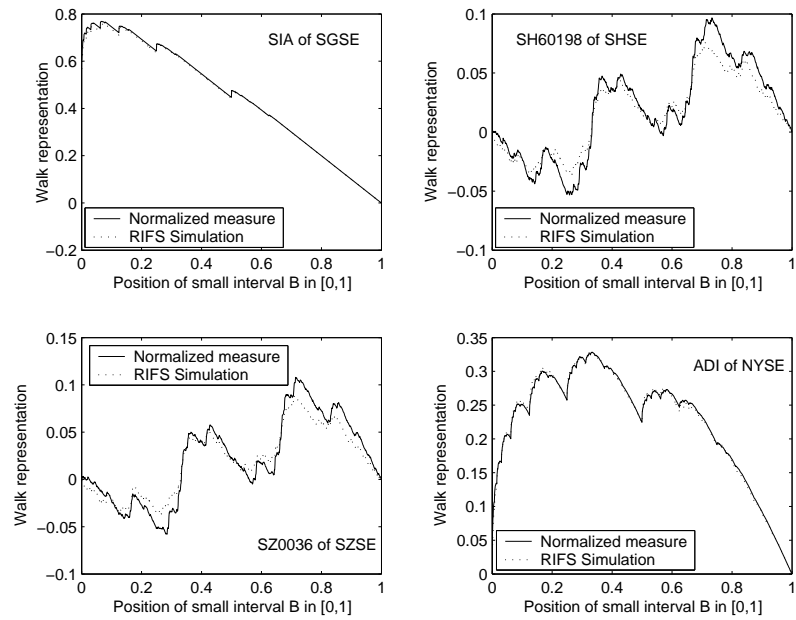 0.8
0.6
0.4
0.2
0
−0.2
Walk representation
SIA of SGSE
Normalized measure
RIFS Simulation
0 0.2 0.4 0.6 0.8 1
Position of small interval B in [0,1]
0.1
0.05
0
−0.05
−0.1
Walk representation
SH60198 of SHSE
Normalized measure
RIFS Simulation
0 0.2 0.4 0.6 0.8 1
Position of small interval B in [0,1]
0.15
0.1
0.05
0
−0.05
−0.1
Walk representation
Normalized measure
RIFS Simulation
SZ0036 of SZSE
0 0.2 0.4 0.6 0.8 1
Position of small interval B in [0,1]
0.35
0.3
0.25
0.2
0.15
0.1
0.05
0
Walk representation
ADI of NYSE
Normalized measure
RIFS Simulation
0 0.2 0.4 0.6 0.8 1
Position of small interval B in [0,1]